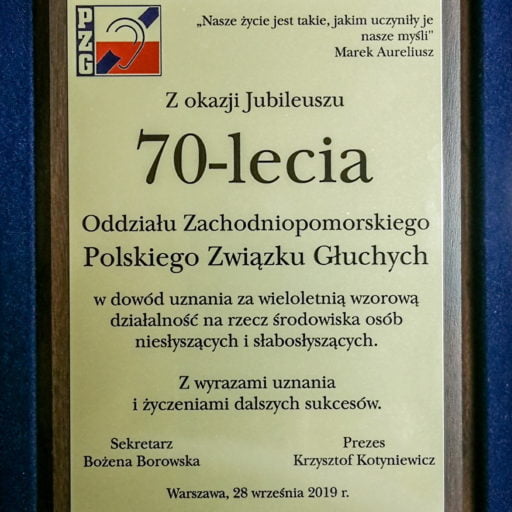 PZG
„Nasze życie jest takie, jakim uczyniły je
nasze myśli"
Marek Aureliusz
Z okazji Jubileuszu
70-lecia
Oddziału Zachodniopomorskiego
Polskiego Związku Głuchych
w dowód uznania za wieloletnią wzorową
działalność na rzecz środowiska osób
niesłyszących i słabosłyszących.
Z wyrazami uznania
i życzeniami dalszych sukcesów.
Sekretarz
Bożena Borowska
Prezes
Krzysztof Kotyniewicz
Warszawa, 28 września 2019 r.